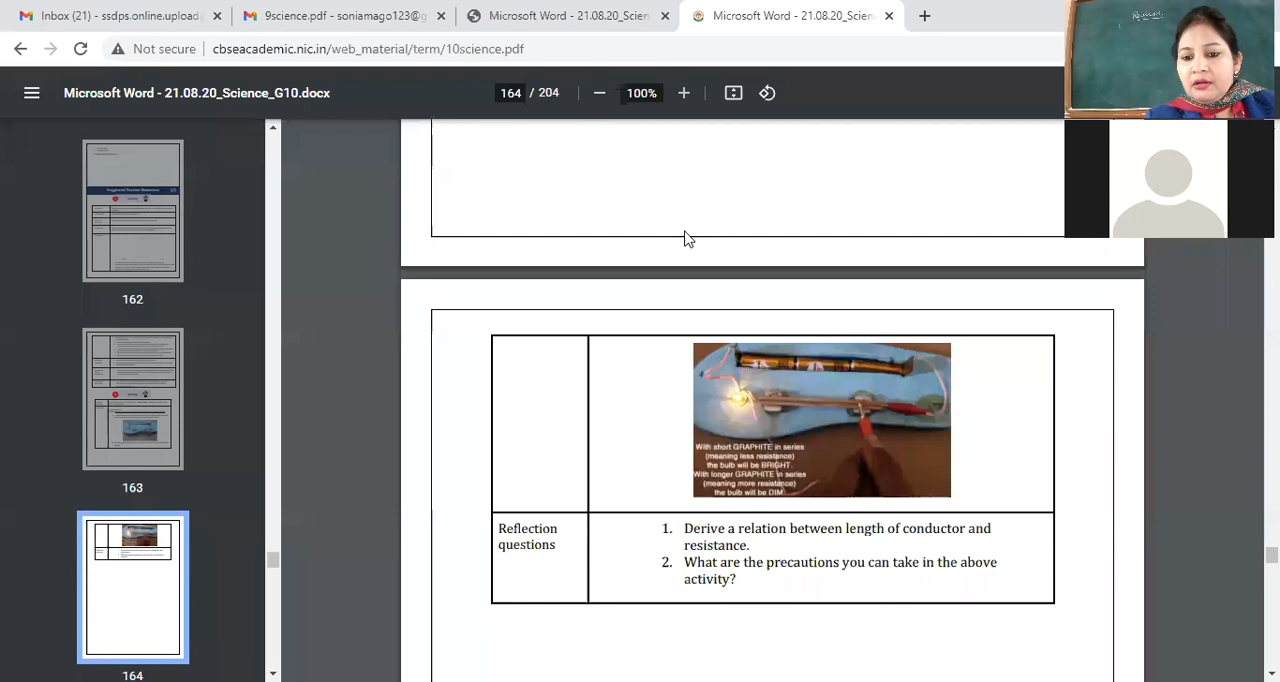 Inbox (21) - ssdps.online.upload
9science.pdf - soniamago123@g
Microsoft Word - 21.08.20_Scien
Microsoft Word - 21.08.20_Scien
Not secure
cbseacademic.nic.in/web_material/term/10science.pdf
Microsoft Word - 21.08.20_Science_G10.docx
164 / 204
100%
162
163
164
With short GRAPHITE in series
(meaning less resistance)
the bulb will be BRIGHT.
With longer GRAPHITE in series
(meaning more resistance)
the bulb will be DIM
Reflection
questions
1. Derive a relation between length of conductor and
resistance.
2. What are the precautions you can take in the above
activity?